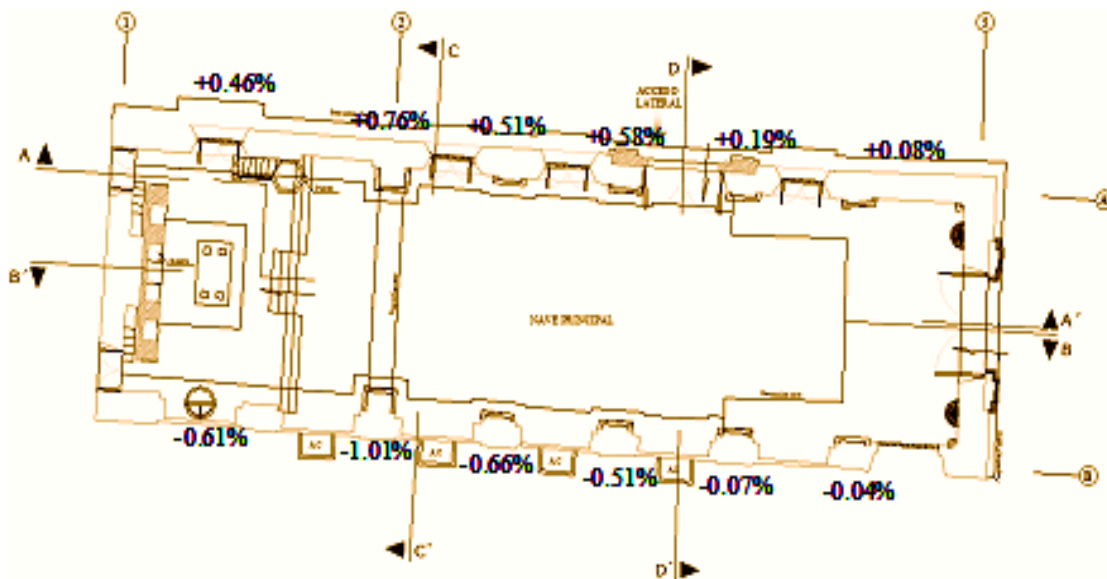 1
2
C
D
+0.46%
ACCESO
LATERAL
+0.76%
+0.51%
+0.58%
+0.19%
+0.08%
A
A
B´
NAVE PRINCIPAL
A´
B
-0.61%
AC
-1.01%
AC
-0.66%
AC
-0.51%
AC
-0.07%
-0.04%
C´
D´